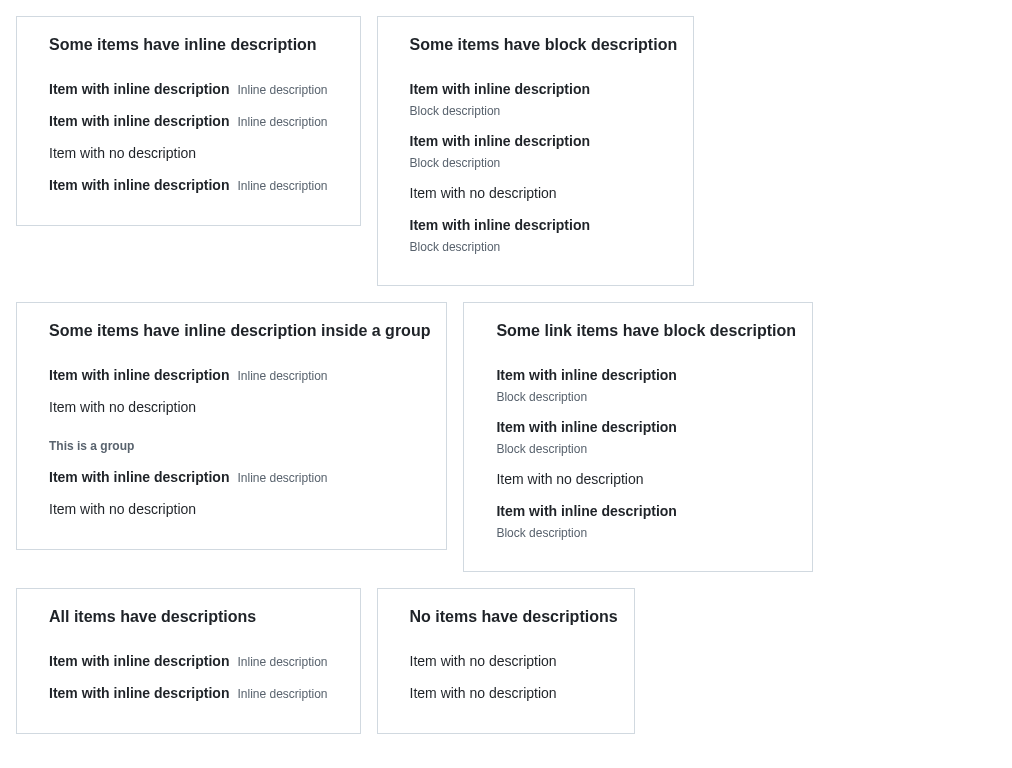 Some items have inline description
Item with inline description Inline description
Item with inline description Inline description
Item with no description
Item with inline description Inline description
Some items have block description
Item with inline description
Block description
Item with inline description
Block description
Item with no description
Item with inline description
Block description
Some items have inline description inside a group
Item with inline description Inline description
Item with no description
This is a group
Item with inline description Inline description
Item with no description
Some link items have block description
Item with inline description
Block description
Item with inline description
Block description
Item with no description
Item with inline description
Block description
All items have descriptions
Item with inline description Inline description
Item with inline description Inline description
No items have descriptions
Item with no description
Item with no description